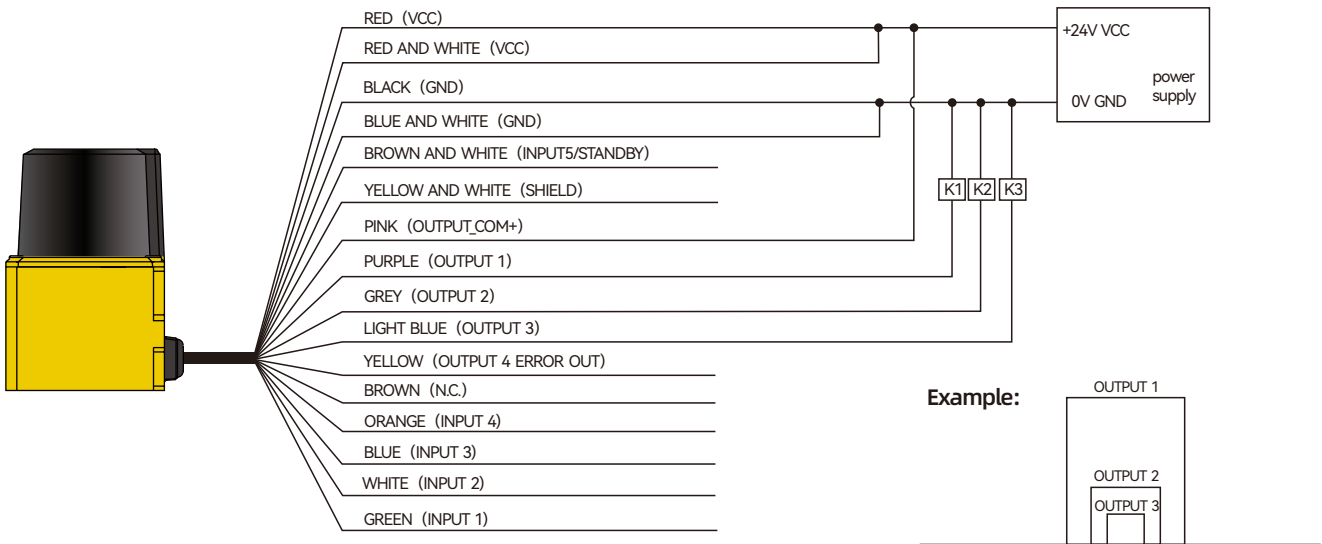 RED (VCC)
RED AND WHITE (VCC)
BLACK (GND)
BLUE AND WHITE (GND)
BROWN AND WHITE (INPUT5/STANDBY)
YELLOW AND WHITE (SHIELD)
PINK (OUTPUT_COM+)
PURPLE (OUTPUT 1)
GREY (OUTPUT 2)
LIGHT BLUE (OUTPUT 3)
YELLOW (OUTPUT 4 ERROR OUT)
BROWN (N.C.)
ORANGE (INPUT 4)
BLUE (INPUT 3)
WHITE (INPUT 2)
GREEN (INPUT 1)
+24V VCC
power
supply
0V GND
K1 K2 K3
Example:
OUTPUT 1
OUTPUT 2
OUTPUT 3